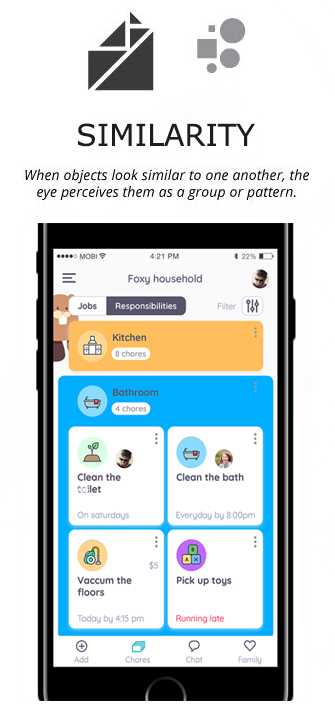 SIMILARITY
When objects look similar to one another, the
eye perceives them as a group or pattern.
MOBI 4:21 PM 22%
Foxy household
Jobs Responsibilities Filter
Kitchen
8 chores
Bathroom
4 chores
Clean the
toilet
On saturdays
Clean the bath
Everyday by 8:00pm
$5
Vaccum the
floors
Today by 4:15 pm
Pick up toys
Running late
Add Chores Chat Family